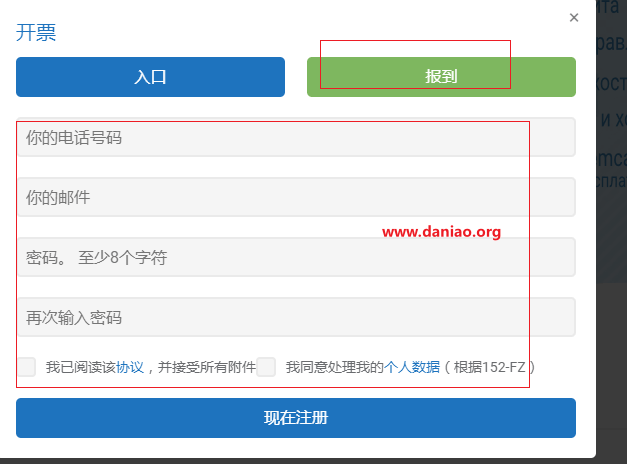 ×
开票
入口 报到
你的电话号码
你的邮件
www.daniao.org
密码。 至少8个字符
再次输入密码
我已阅读该协议，并接受所有附件 我同意处理我的个人数据（根据152-FZ）
现在注册
йта
рав
хост
и хо
emca
спла